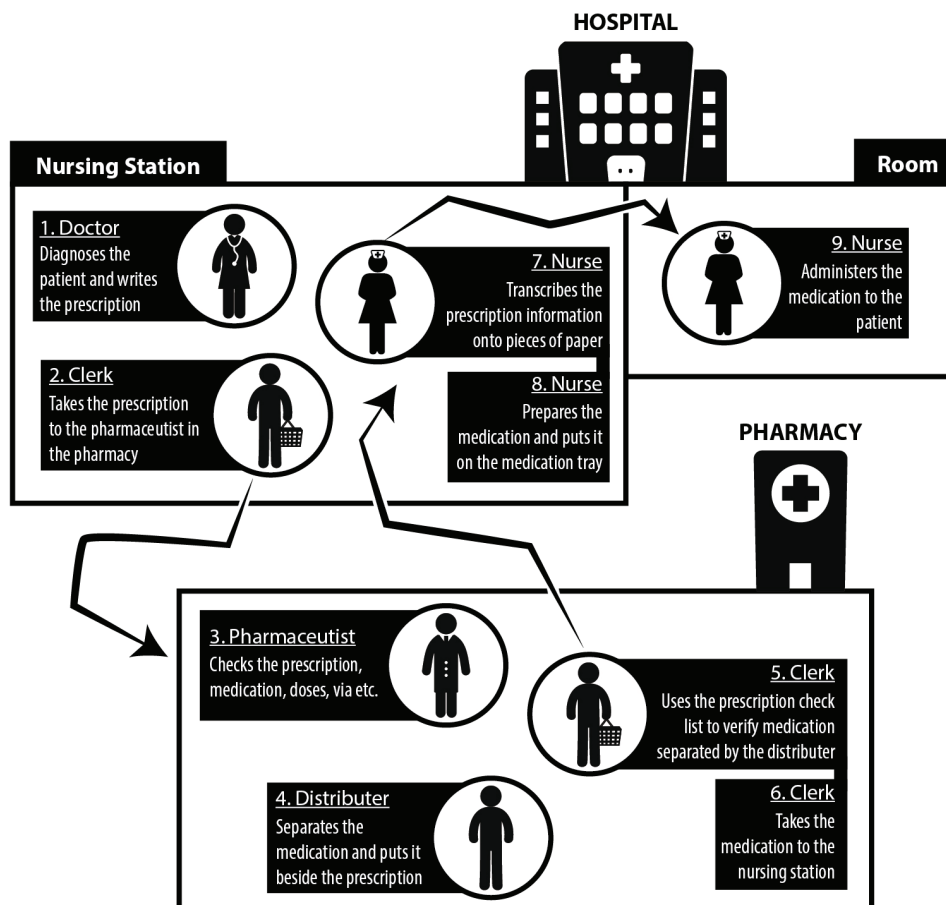 HOSPITAL
Nursing Station
Room
1. Doctor
Diagnoses the
patient and writes
the prescription
2. Clerk
Takes the prescription
to the pharmaceutist in
the pharmacy
7. Nurse
Transcribes the
prescription information
onto pieces of paper
8. Nurse
Prepares the
medication and puts it
on the medication tray
9. Nurse
Administers the
medication to the
patient
PHARMACY
3. Pharmaceutist
Checks the prescription,
medication, doses, via etc.
4. Distributer
Separates the
medication and puts it
beside the prescription
5. Clerk
Uses the prescription check
list to verify medication
separated by the distributer
6. Clerk
Takes the
medication to the
nursing station